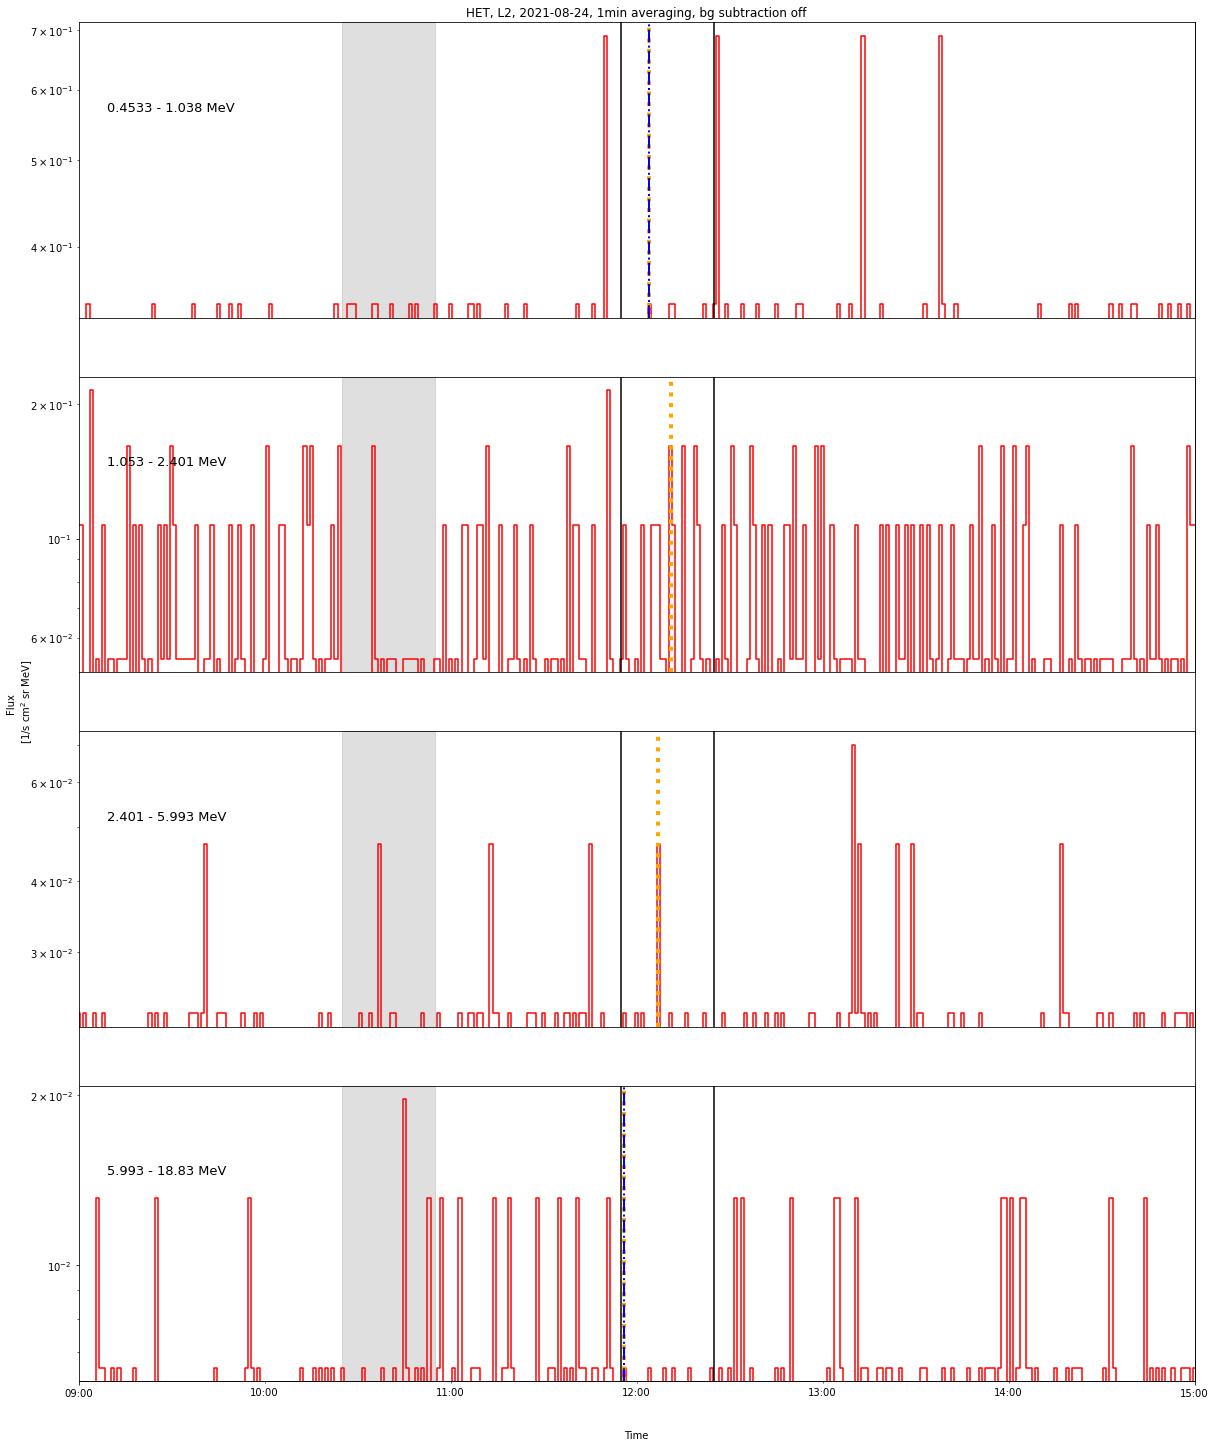 HET, L2, 2021-08-24, 1min averaging, bg subtraction off
7 × 10⁻¹
6 × 10⁻¹
0.4533 - 1.038 MeV
5 × 10⁻¹
4 × 10⁻¹
2 × 10⁻¹
1.053 - 2.401 MeV
10⁻¹
6 × 10⁻²
Flux
[1/s cm² sr MeV]
6 × 10⁻²
2.401 - 5.993 MeV
4 × 10⁻²
3 × 10⁻²
2 × 10⁻²
5.993 - 18.83 MeV
10⁻²
09:00 10:00 11:00 12:00 13:00 14:00 15:00
Time